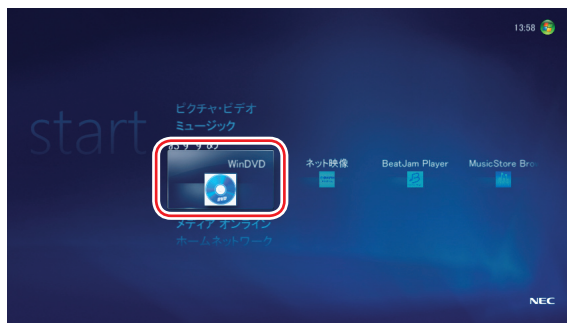 13:58
start
ピクチャ・ビデオ
ミュージック
おすすめ
WinDVD
DVD
ネット映像
BeatJam Player
MusicStore Bro
メディア オンライン
ホームネットワーク
NEC